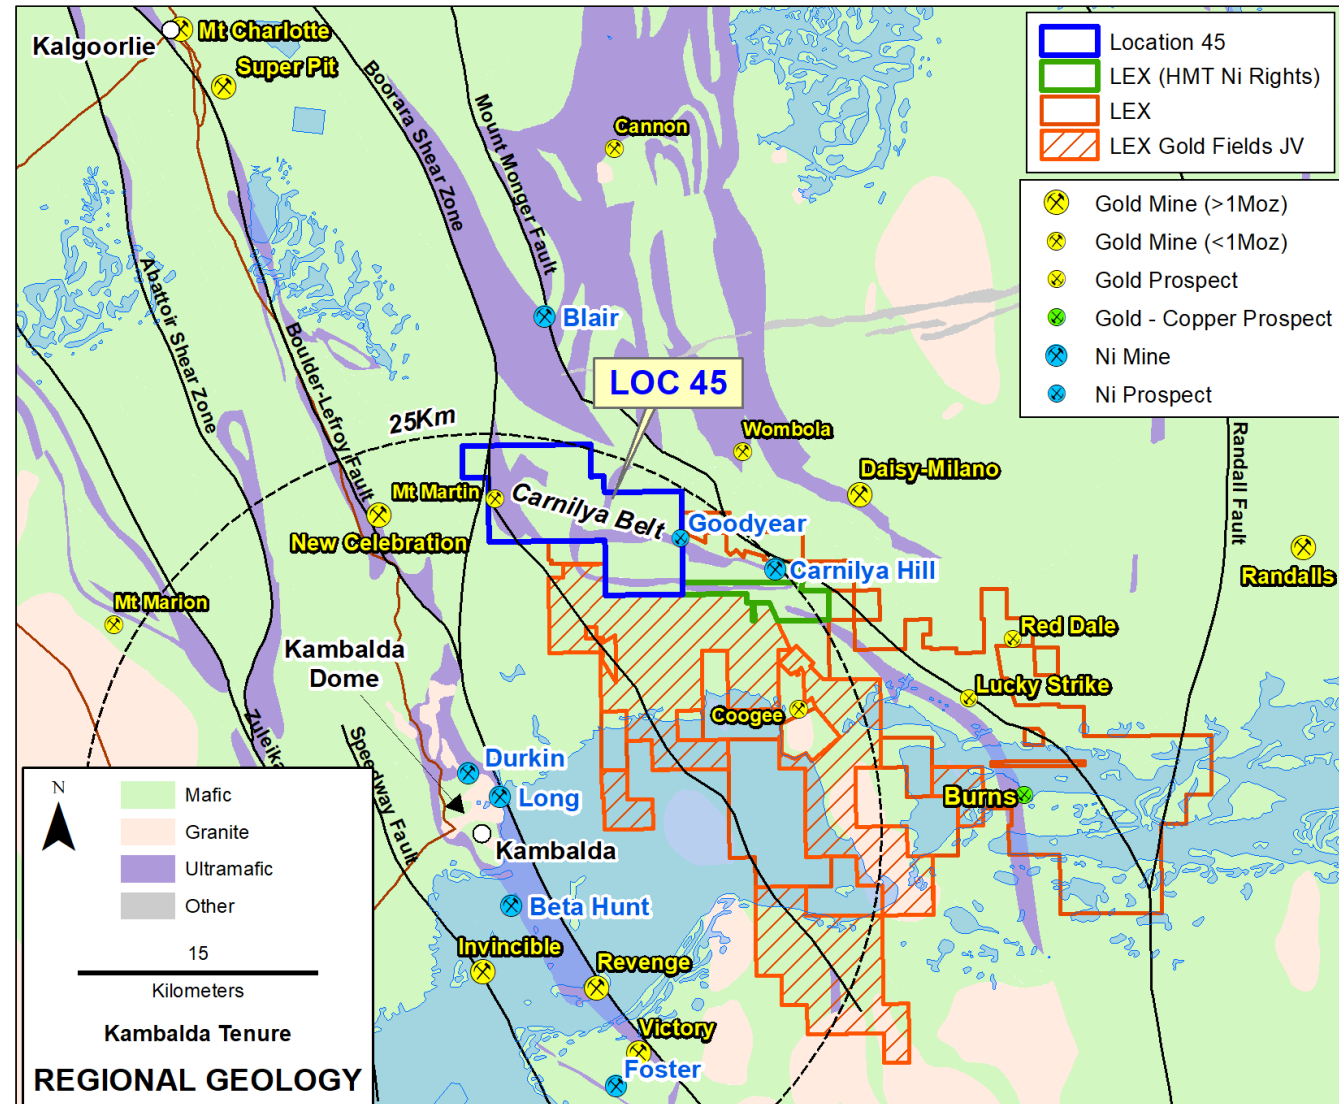 Kalgoorlie
Mt Charlotte
Super Pit
Boorara Shear Zone
Mount Monger Fault
Cannon
Location 45
LEX (HMT Ni Rights)
LEX
LEX Gold Fields JV
Gold Mine (>1Moz)
Gold Mine (<1Moz)
Gold Prospect
Gold - Copper Prospect
Ni Mine
Ni Prospect
Abattoir Shear Zone
Boulder-Lefroy Fault
Blair
LOC 45
25Km
Wombola
Daisy-Milano
Randall Fault
Mt Martin
Carnilya Belt
Goodyear
New Celebration
Carnilya Hill
Randalls
Mt Marion
Red Dale
Kambalda
Dome
Lucky Strike
Coogee
Zuleika
Speedway Fault
Durkin
Long
Burns
Kambalda
Beta Hunt
Invincible
Revenge
Victory
Foster
N
Mafic
Granite
Ultramafic
Other
15
Kilometers
Kambalda Tenure
REGIONAL GEOLOGY